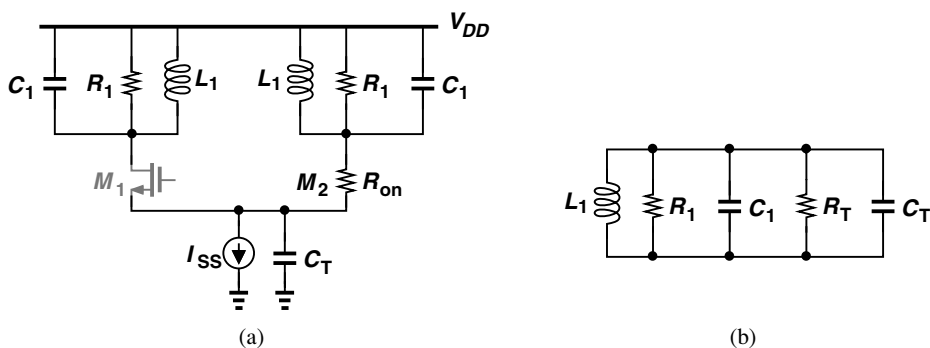 V_DD
C_1
R_1
L_1
L_1
R_1
C_1
M_1
M_2
R_on
I_SS
C_T
L_1
R_1
C_1
R_T
C_T
(a)
(b)